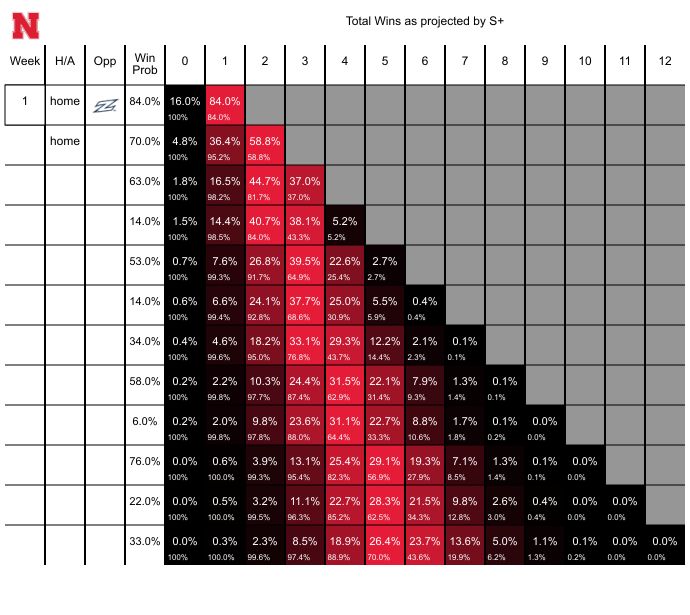 N
Total Wins as projected by S+
Week H/A Opp Win Prob 0 1 2 3 4 5 6 7 8 9 10 11 12
1 home Z 84.0% 16.0% 84.0%
100% 84.0%
home 70.0% 4.8% 36.4% 58.8%
100% 95.2% 58.8%
63.0% 1.8% 16.5% 44.7% 37.0%
100% 98.2% 81.7% 37.0%
14.0% 1.5% 14.4% 40.7% 38.1% 5.2%
100% 98.5% 84.0% 43.3% 5.2%
53.0% 0.7% 7.6% 26.8% 39.5% 22.6% 2.7%
100% 99.3% 91.7% 64.9% 25.4% 2.7%
14.0% 0.6% 6.6% 24.1% 37.7% 25.0% 5.5% 0.4%
100% 99.4% 92.8% 68.6% 30.9% 5.9% 0.4%
34.0% 0.4% 4.6% 18.2% 33.1% 29.3% 12.2% 2.1% 0.1%
100% 99.6% 95.0% 76.8% 43.7% 14.4% 2.3% 0.1%
58.0% 0.2% 2.2% 10.3% 24.4% 31.5% 22.1% 7.9% 1.3% 0.1%
100% 99.8% 97.7% 87.4% 62.9% 31.4% 9.3% 1.4% 0.1%
6.0% 0.2% 2.0% 9.8% 23.6% 31.1% 22.7% 8.8% 1.7% 0.1% 0.0%
100% 99.8% 97.8% 88.0% 64.4% 33.3% 10.6% 1.8% 0.2% 0.0%
76.0% 0.0% 0.6% 3.9% 13.1% 25.4% 29.1% 19.3% 7.1% 1.3% 0.1% 0.0%
100% 100.0% 99.3% 95.4% 82.3% 56.9% 27.9% 8.5% 1.4% 0.1% 0.0%
22.0% 0.0% 0.5% 3.2% 11.1% 22.7% 28.3% 21.5% 9.8% 2.6% 0.4% 0.0% 0.0%
100% 100.0% 99.5% 96.3% 85.2% 62.5% 34.3% 12.8% 3.0% 0.4% 0.0% 0.0%
33.0% 0.0% 0.3% 2.3% 8.5% 18.9% 26.4% 23.7% 13.6% 5.0% 1.1% 0.1% 0.0% 0.0%
100% 100.0% 99.6% 97.4% 88.9% 70.0% 43.6% 19.9% 6.2% 1.3% 0.2% 0.0% 0.0%